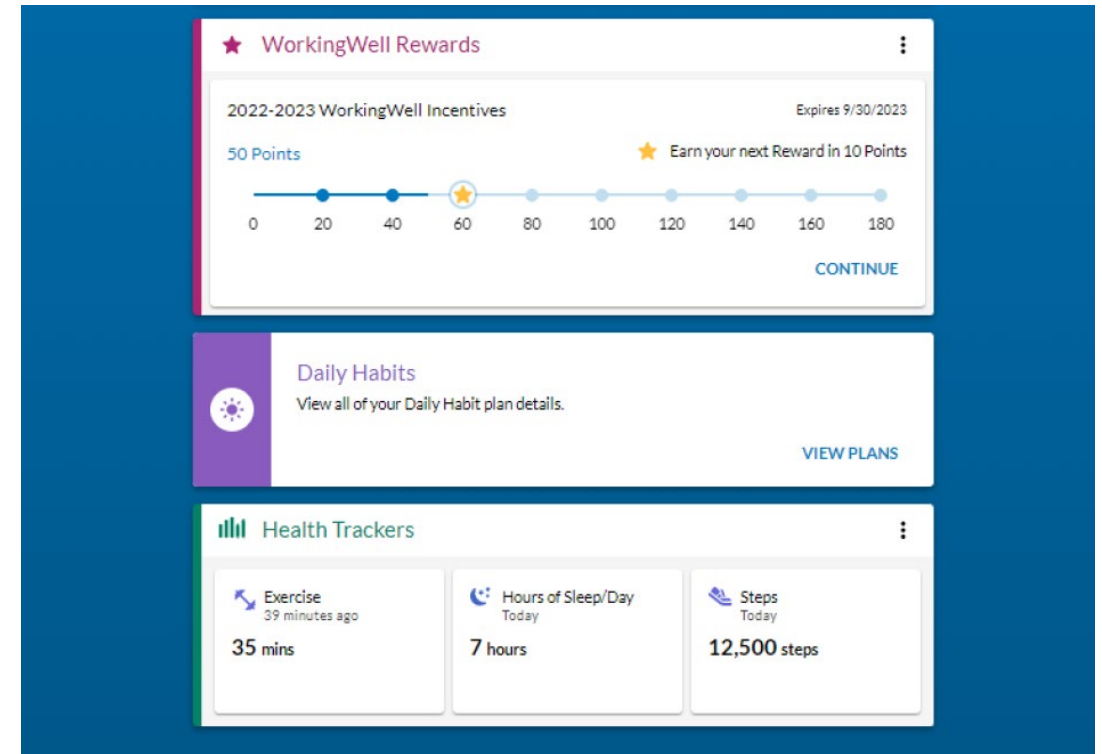 WorkingWell Rewards
2022-2023 WorkingWell Incentives
Expires 9/30/2023
50 Points
Earn your next Reward in 10 Points
0 20 40 60 80 100 120 140 160 180
CONTINUE
Daily Habits
View all of your Daily Habit plan details.
VIEW PLANS
Health Trackers
Exercise
39 minutes ago
35 mins
Hours of Sleep/Day
Today
7 hours
Steps
Today
12,500 steps